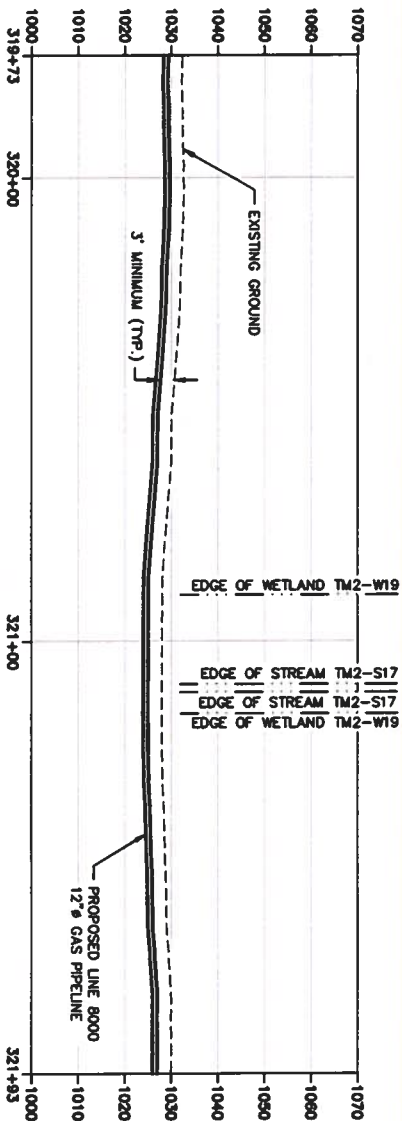 1070
1060
1050
1040
1030
1020
1010
1000
319+73
320+00
321+00
321+93
EXISTING GROUND
3' MINIMUM (TYP.)
EDGE OF WETLAND TM2-W19
EDGE OF STREAM TM2-S17
EDGE OF STREAM TM2-S17
EDGE OF WETLAND TM2-W19
PROPOSED LINE 8000
12"ø GAS PIPELINE
1070
1060
1050
1040
1030
1020
1010
1000